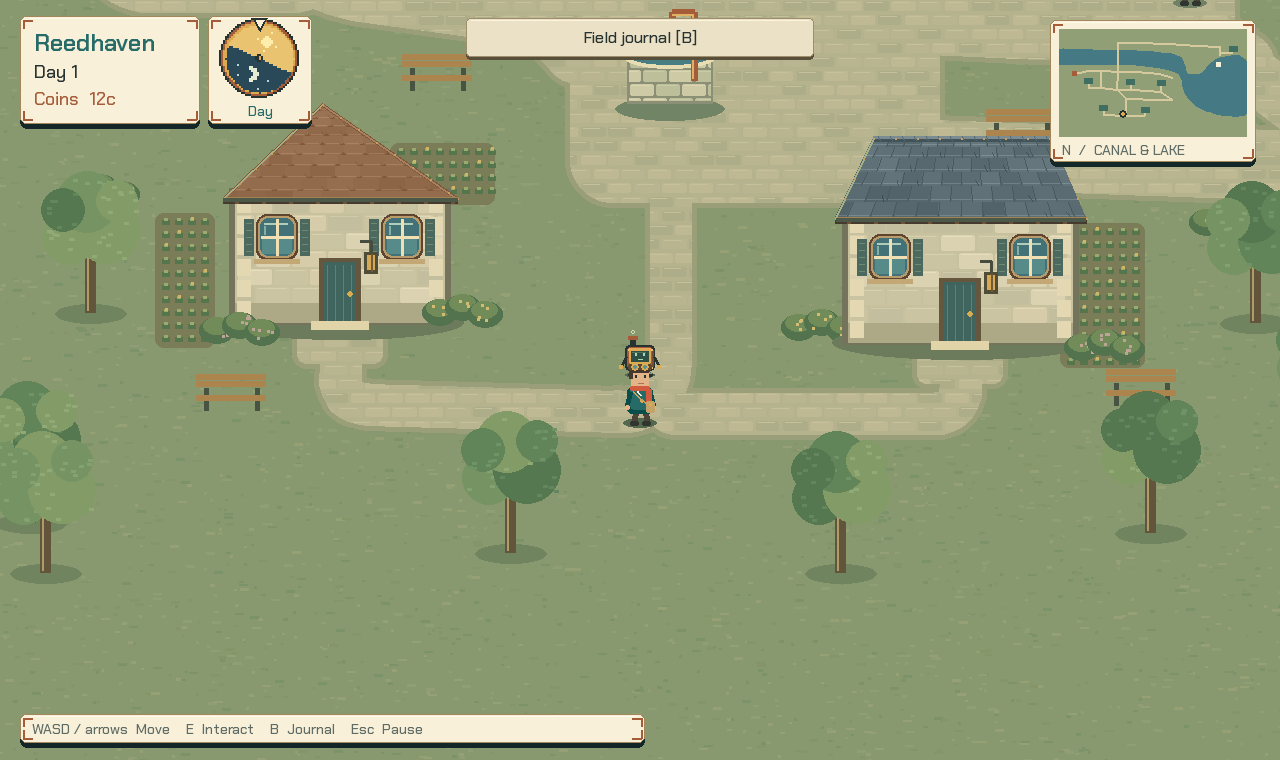 Reedhaven
Day 1
Coins 12c
Day
Field journal [B]
N / CANAL & LAKE
WASD / arrows Move E Interact B Journal Esc Pause